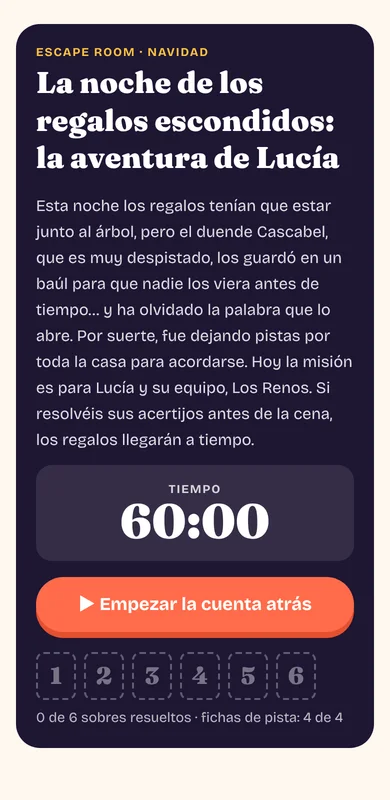 ESCAPE ROOM · NAVIDAD
La noche de los
regalos escondidos:
la aventura de Lucía
Esta noche los regalos tenían que estar
junto al árbol, pero el duende Cascabel,
que es muy despistado, los guardó en un
baúl para que nadie los viera antes de
tiempo... y ha olvidado la palabra que lo
abre. Por suerte, fue dejando pistas por
toda la casa para acordarse. Hoy la misión
es para Lucía y su equipo, Los Renos. Si
resolvéis sus acertijos antes de la cena,
los regalos llegarán a tiempo.
TIEMPO
60:00
▶ Empezar la cuenta atrás
1 2 3 4 5 6
0 de 6 sobres resueltos · fichas de pista: 4 de 4